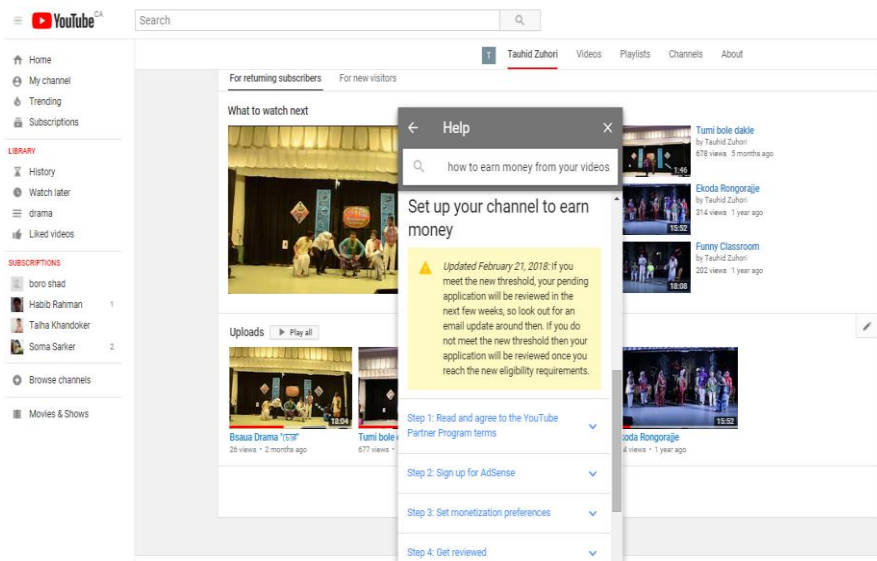 YouTube CA
Search
Home
My channel
Trending
Subscriptions
LIBRARY
History
Watch later
drama
Liked videos
SUBSCRIPTIONS
boro shad
Habib Rahman 1
Talha Khandoker
Soma Sarker 2
Browse channels
Movies & Shows
T Tauhid Zuhori Videos Playlists Channels About
For returning subscribers For new visitors
What to watch next
Tumi bole dakle
by Tauhid Zuhori
678 views 5 months ago
1:46
Ekoda Rongorajje
by Tauhid Zuhori
314 views 1 year ago
15:52
Funny Classroom
by Tauhid Zuhori
202 views 1 year ago
18:08
Uploads Play all
18:04
Bsaua Drama
26 views • 2 months ago
Tumi bole
677 views •
15:52
koda Rongorajje
4 views • 1 year ago
Help
how to earn money from your videos
Set up your channel to earn
money
Updated February 21, 2018: If you
meet the new threshold, your pending
application will be reviewed in the
next few weeks, so look out for an
email update around then. If you do
not meet the new threshold then your
application will be reviewed once you
reach the new eligibility requirements.
Step 1: Read and agree to the YouTube
Partner Program terms
Step 2: Sign up for AdSense
Step 3: Set monetization preferences
Step 4: Get reviewed